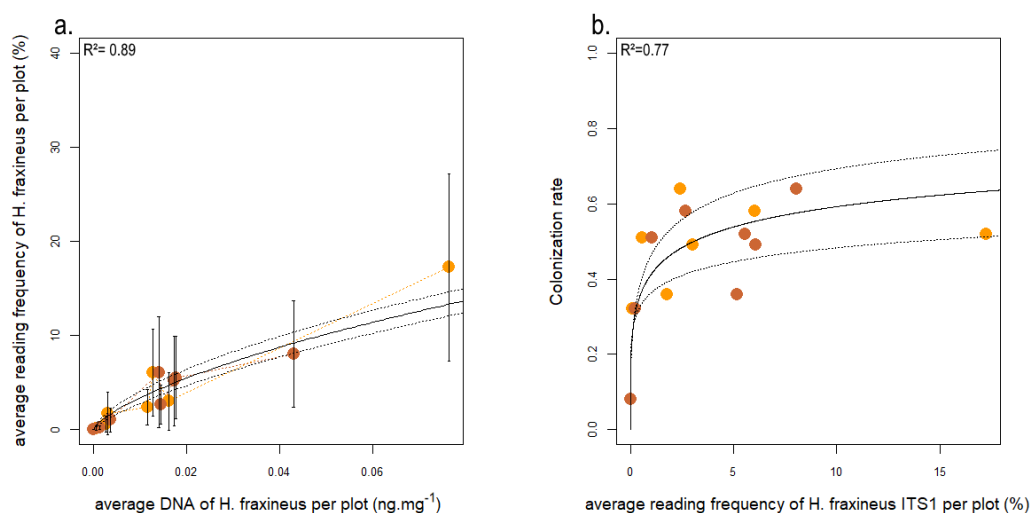 a.
R²= 0.89
average reading frequency of H. fraxineus per plot (%)
40
30
20
10
0
0.00
0.02
0.04
0.06
average DNA of H. fraxineus per plot (ng.mg⁻¹)
b.
R²=0.77
Colonization rate
1.0
0.8
0.6
0.4
0.2
0.0
0
5
10
15
average reading frequency of H. fraxineus ITS1 per plot (%)